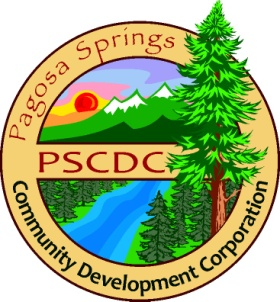 Pagosa Springs
PSCDC
Community Development Corporation